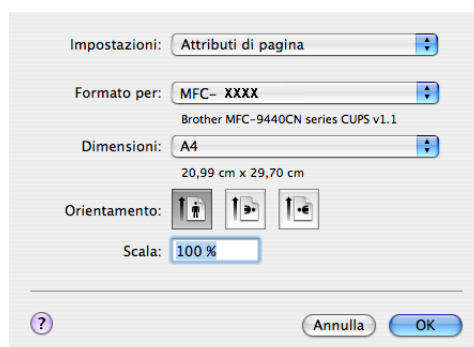 Impostazioni: Attributi di pagina
Formato per: MFC- XXXX
Brother MFC-9440CN series CUPS v1.1
Dimensioni: A4
20,99 cm x 29,70 cm
Orientamento:
Scala: 100 %
? Annulla OK